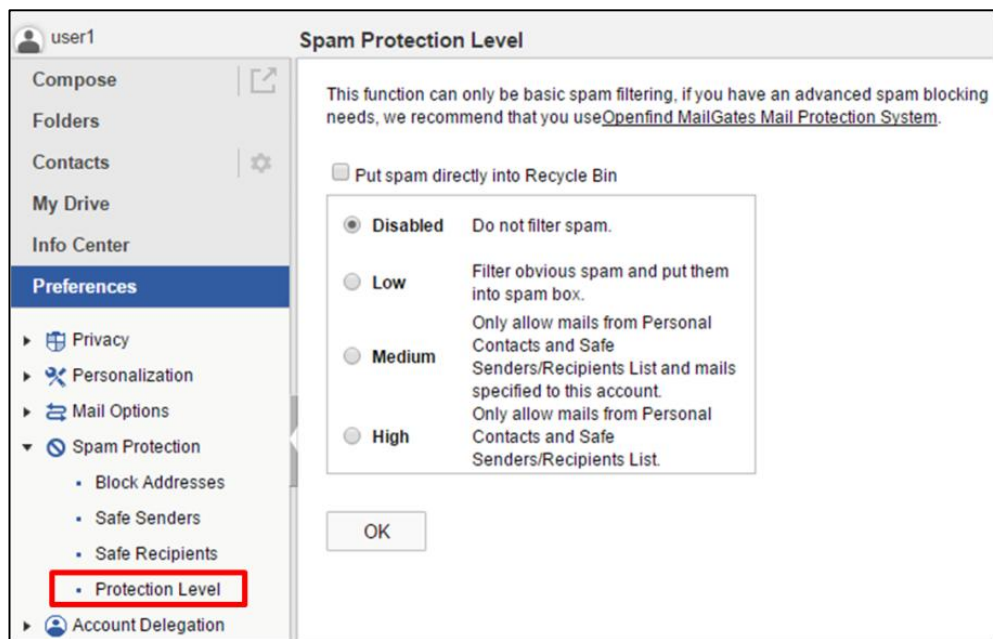 user1
Compose
Folders
Contacts
My Drive
Info Center
Preferences
Privacy
Personalization
Mail Options
Spam Protection
Block Addresses
Safe Senders
Safe Recipients
Protection Level
Account Delegation
Spam Protection Level
This function can only be basic spam filtering, if you have an advanced spam blocking
needs, we recommend that you useOpenfind MailGates Mail Protection System.
Put spam directly into Recycle Bin
Disabled Do not filter spam.
Low Filter obvious spam and put them
into spam box.
Only allow mails from Personal
Contacts and Safe
Medium Senders/Recipients List and mails
specified to this account.
Only allow mails from Personal
High Contacts and Safe
Senders/Recipients List.
OK